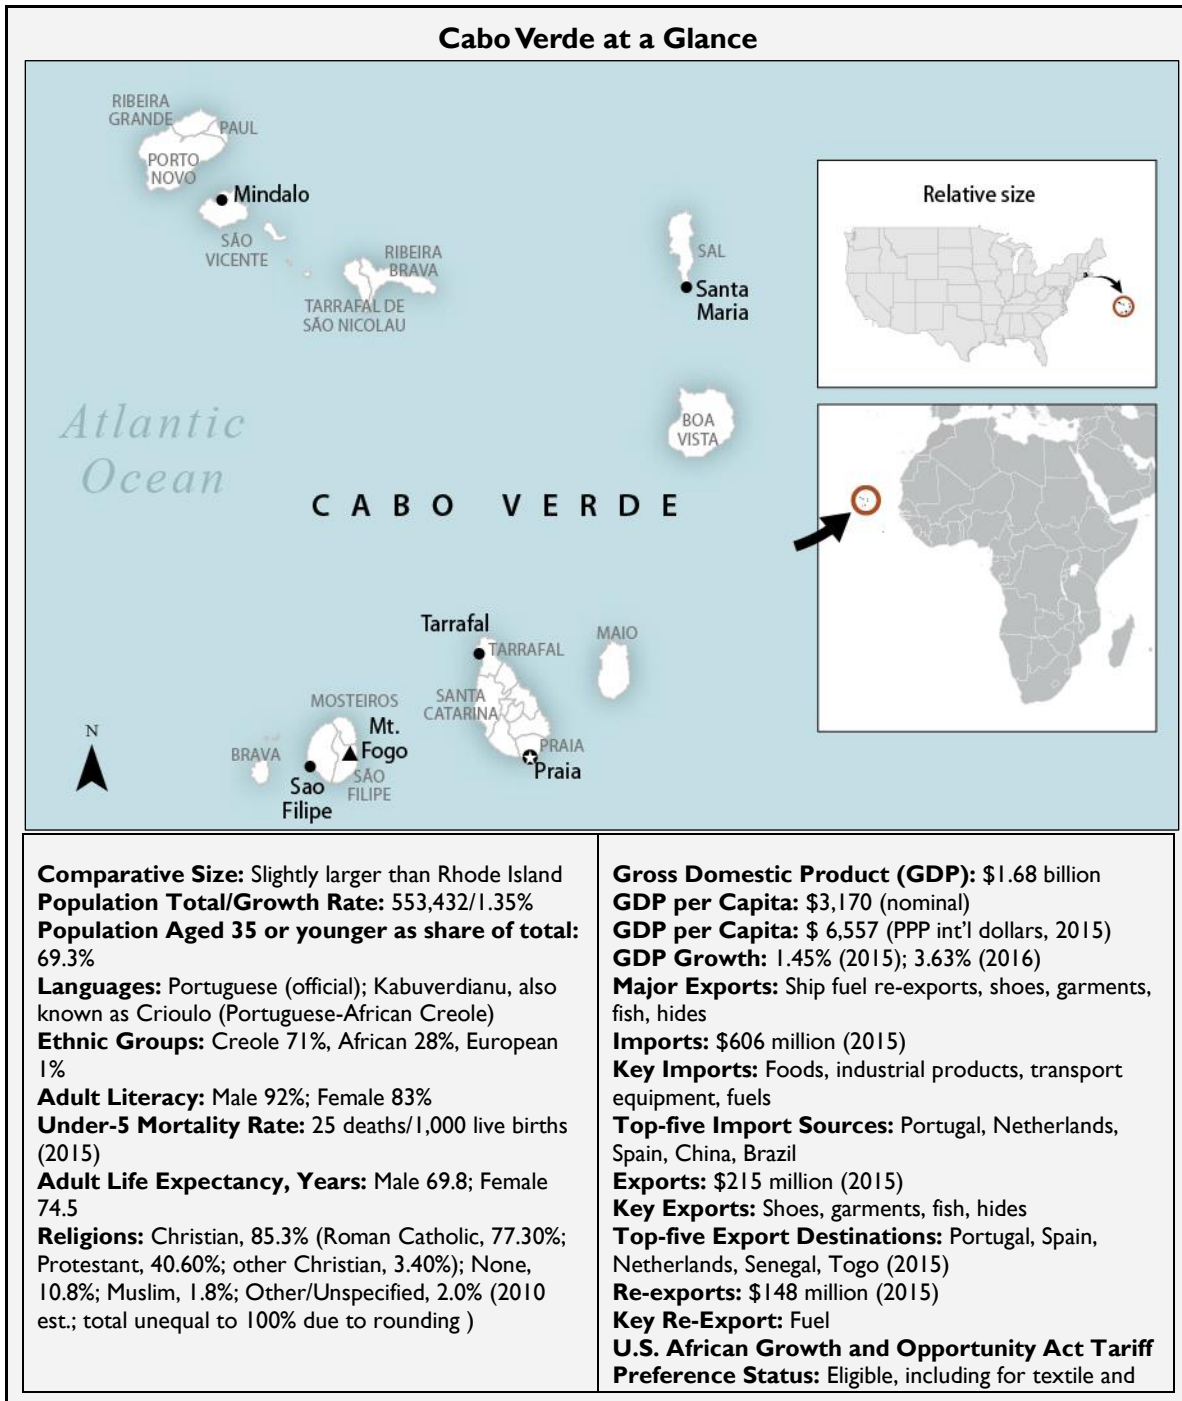 Cabo Verde at a Glance
RIBEIRA
GRANDE
PAUL
PORTO
NOVO
Mindalo
SÃO
VICENTE
RIBEIRA
BRAVA
TARRAFAL DE
SÃO NICOLAU
SAL
Santa
Maria
BOA
VISTA
Relative size
Atlantic
Ocean
CABO VERDE
Tarrafal
TARRAFAL
MAIO
SANTA
CATARINA
PRAIA
Praia
MOSTEIROS
Mt.
Fogo
BRAVA
SÃO
FILIPE
Sao
Filipe
N
Comparative Size: Slightly larger than Rhode Island
Population Total/Growth Rate: 553,432/1.35%
Population Aged 35 or younger as share of total:
69.3%
Languages: Portuguese (official); Kabuverdianu, also
known as Crioulo (Portuguese-African Creole)
Ethnic Groups: Creole 71%, African 28%, European
1%
Adult Literacy: Male 92%; Female 83%
Under-5 Mortality Rate: 25 deaths/1,000 live births
(2015)
Adult Life Expectancy, Years: Male 69.8; Female
74.5
Religions: Christian, 85.3% (Roman Catholic, 77.30%;
Protestant, 40.60%; other Christian, 3.40%); None,
10.8%; Muslim, 1.8%; Other/Unspecified, 2.0% (2010
est.; total unequal to 100% due to rounding )
Gross Domestic Product (GDP): $1.68 billion
GDP per Capita: $3,170 (nominal)
GDP per Capita: $ 6,557 (PPP int'l dollars, 2015)
GDP Growth: 1.45% (2015); 3.63% (2016)
Major Exports: Ship fuel re-exports, shoes, garments,
fish, hides
Imports: $606 million (2015)
Key Imports: Foods, industrial products, transport
equipment, fuels
Top-five Import Sources: Portugal, Netherlands,
Spain, China, Brazil
Exports: $215 million (2015)
Key Exports: Shoes, garments, fish, hides
Top-five Export Destinations: Portugal, Spain,
Netherlands, Senegal, Togo (2015)
Re-exports: $148 million (2015)
Key Re-Export: Fuel
U.S. African Growth and Opportunity Act Tariff
Preference Status: Eligible, including for textile and